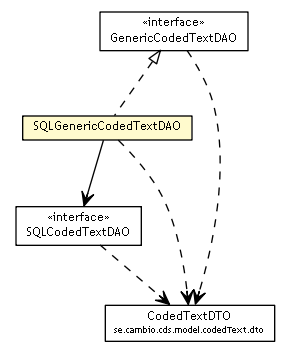 «interface»
GenericCodedTextDAO
SQLGenericCodedTextDAO
«interface»
SQLCodedTextDAO
CodedTextDTO
se.cambio.cds.model.codedText.dto